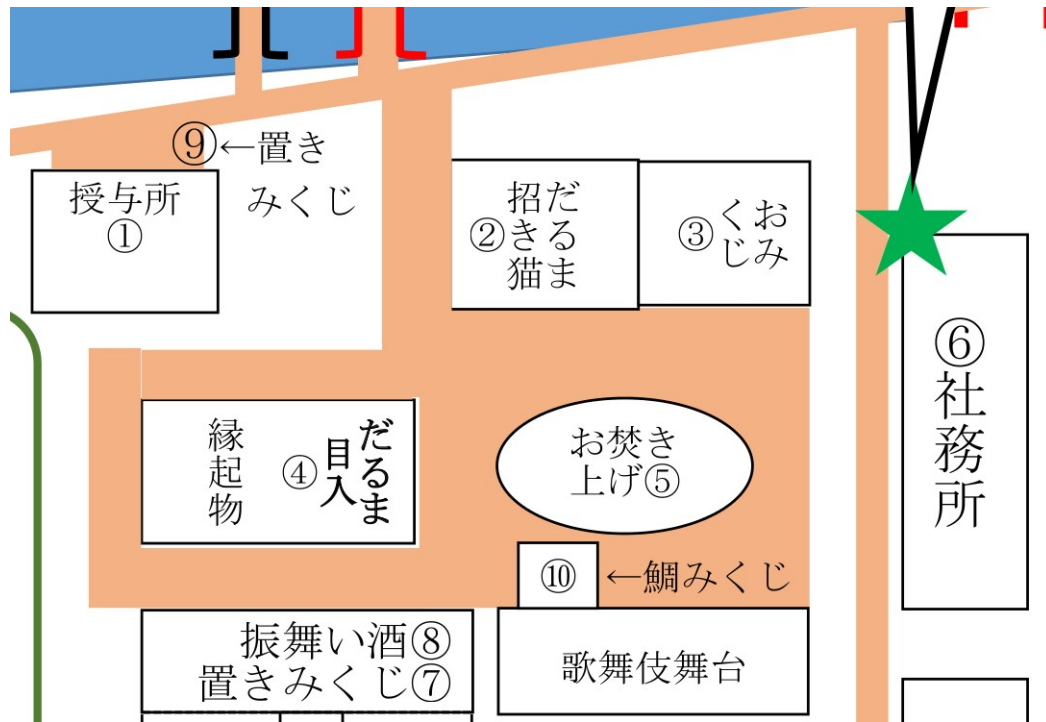 ⑨←置き
みくじ
授与所
①
招き猫
だるま
②
③
おみ
くじ
⑥社務所
縁起物
④
だるま
目入
お焚き
上げ⑤
⑩
←鯛みくじ
振舞い酒⑧
置きみくじ⑦
歌舞伎舞台